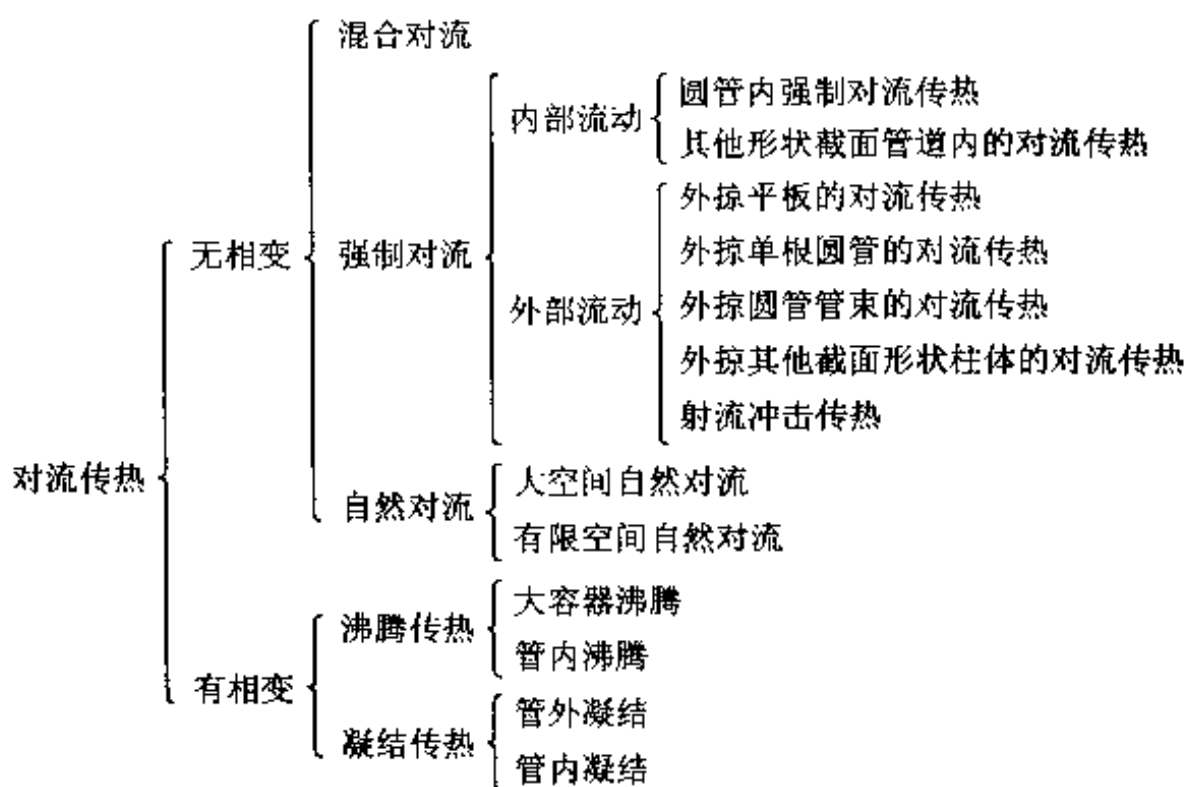 混合对流
圆管内强制对流传热
内部流动
其他形状截面管道内的对流传热
外掠平板的对流传热
无相变
强制对流
外掠单根圆管的对流传热
外部流动
外掠圆管管束的对流传热
外掠其他截面形状柱体的对流传热
射流冲击传热
对流传热
自然对流
大空间自然对流
有限空间自然对流
沸腾传热
大容器沸腾
管内沸腾
有相变
凝结传热
管外凝结
管内凝结